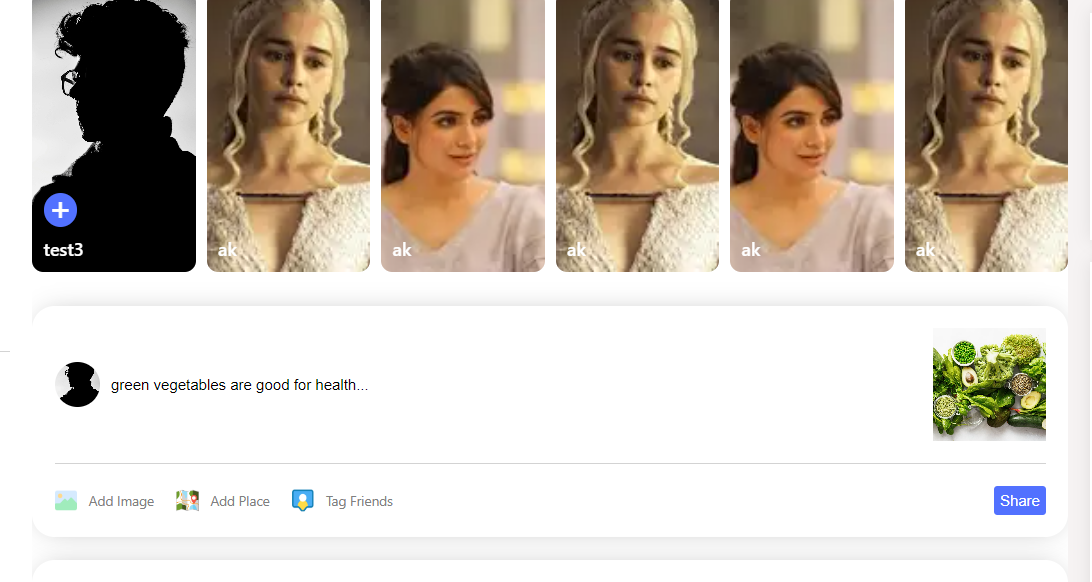 test3
ak
ak
ak
ak
ak
green vegetables are good for health...
Add Image
Add Place
Tag Friends
Share